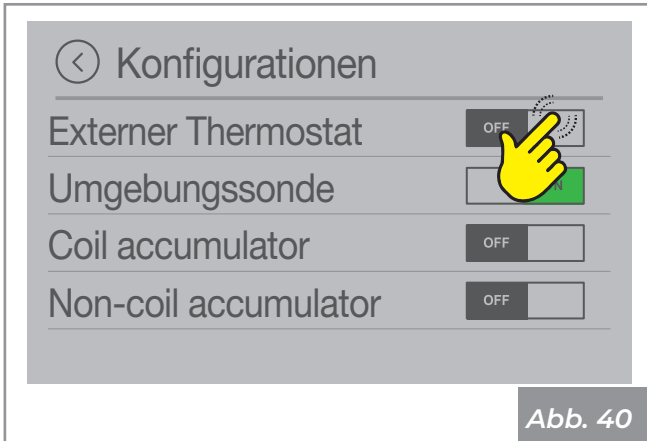 Konfigurationen
Externer Thermostat OFF
Umgebungssonde
Coil accumulator OFF
Non-coil accumulator OFF
Abb. 40